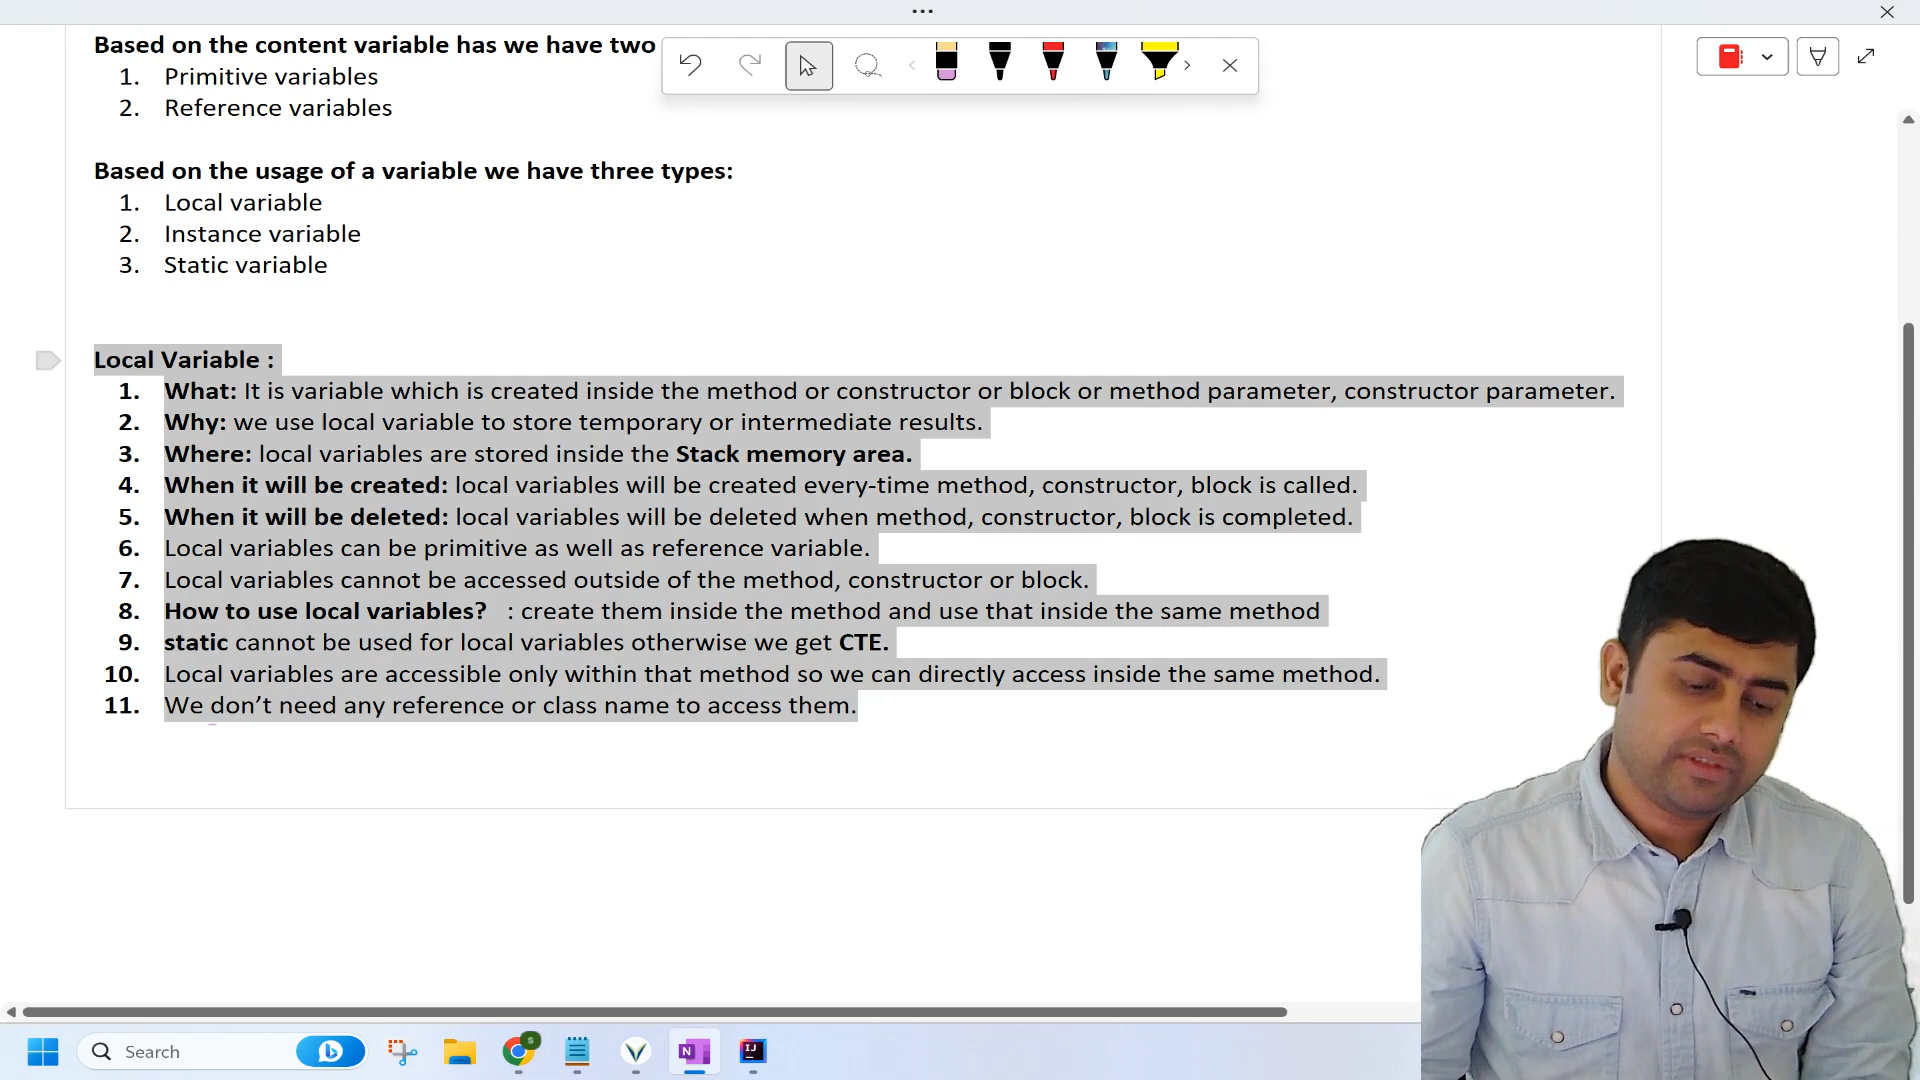 Based on the content variable has we have two
1. Primitive variables
2. Reference variables
Based on the usage of a variable we have three types:
1. Local variable
2. Instance variable
3. Static variable
Local Variable :
1. What: It is variable which is created inside the method or constructor or block or method parameter, constructor parameter.
2. Why: we use local variable to store temporary or intermediate results.
3. Where: local variables are stored inside the Stack memory area.
4. When it will be created: local variables will be created every-time method, constructor, block is called.
5. When it will be deleted: local variables will be deleted when method, constructor, block is completed.
6. Local variables can be primitive as well as reference variable.
7. Local variables cannot be accessed outside of the method, constructor or block.
8. How to use local variables? : create them inside the method and use that inside the same method
9. static cannot be used for local variables otherwise we get CTE.
10. Local variables are accessible only within that method so we can directly access inside the same method.
11. We don’t need any reference or class name to access them.
Search
s
N
IJ